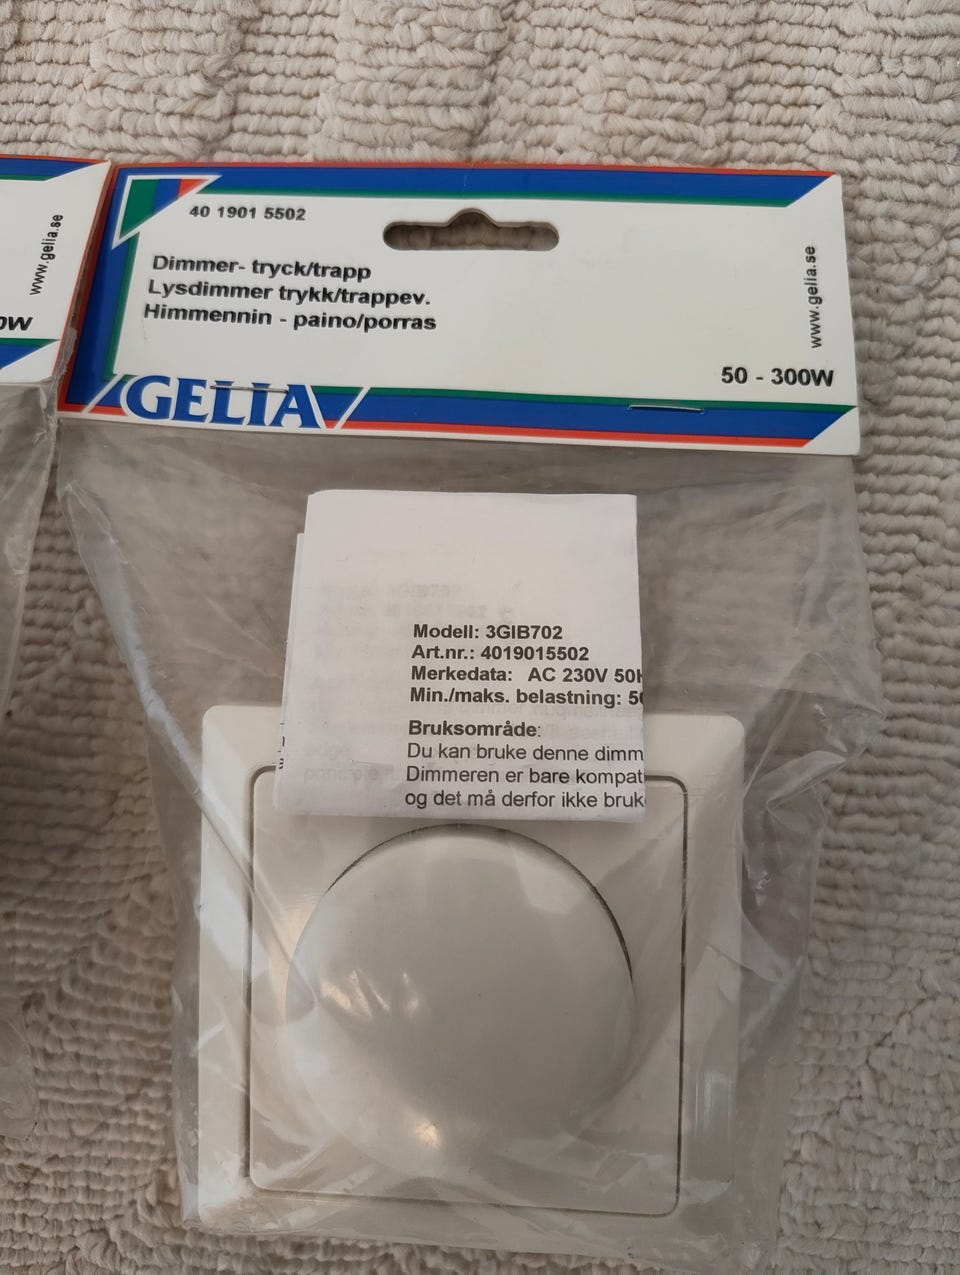 www.gelia.se
0W
40 1901 5502
Dimmer- tryck/trapp
Lysdimmer trykk/trappev.
Himmennin - paino/porras
www.gelia.se
50 - 300W
GELIA
Modell: 3GIB702
Art.nr.: 4019015502
Merkedata: AC 230V 50H
Min./maks. belastning: 50
Bruksområde:
Du kan bruke denne dimm
Dimmeren er bare kompat
og det må derfor ikke bruk